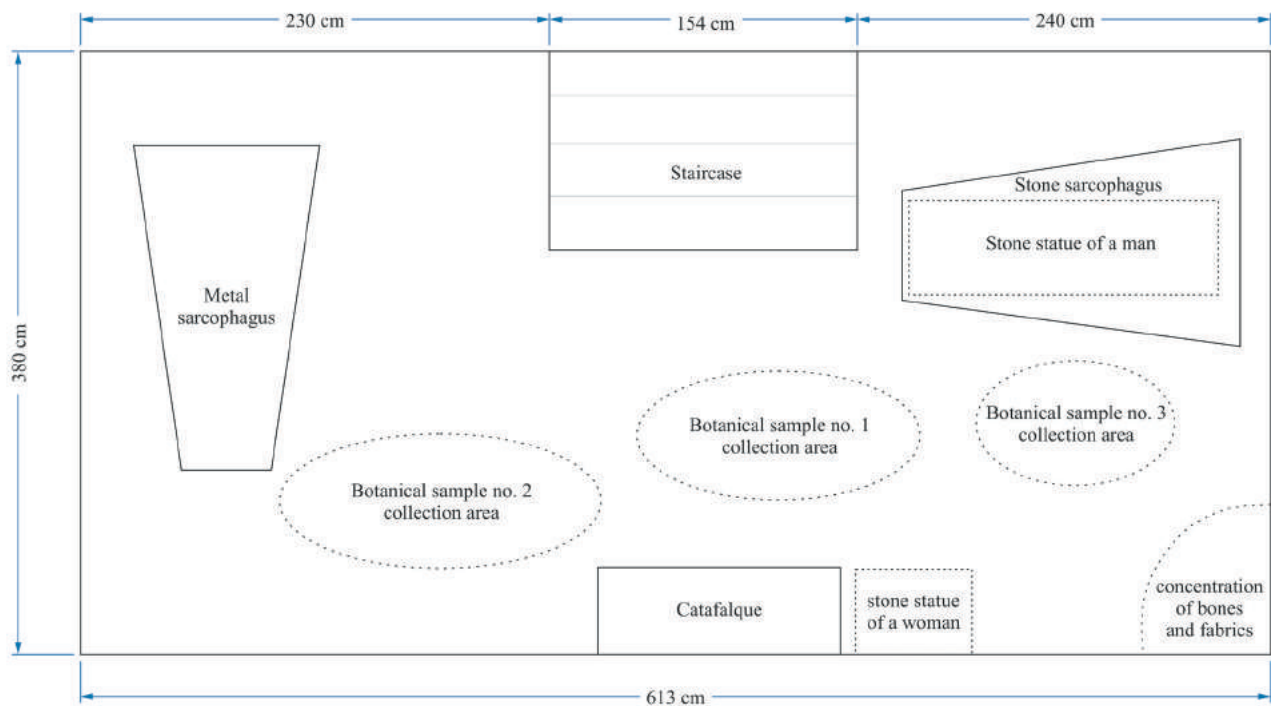 230 cm
154 cm
240 cm
Staircase
Stone sarcophagus
Stone statue of a man
Metal
sarcophagus
380 cm
Botanical sample no. 1
collection area
Botanical sample no. 3
collection area
Botanical sample no. 2
collection area
Catafalque
stone statue
of a woman
concentration
of bones
and fabrics
613 cm